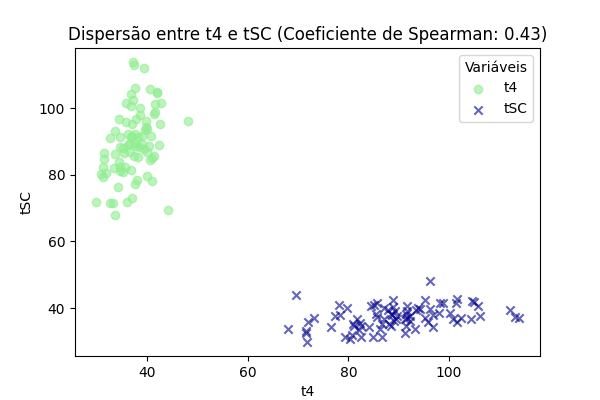 Dispersão entre t4 e tSC (Coeficiente de Spearman: 0.43)
Variáveis
t4
tSC
tSC
100
80
60
40
40 60 80 100
t4